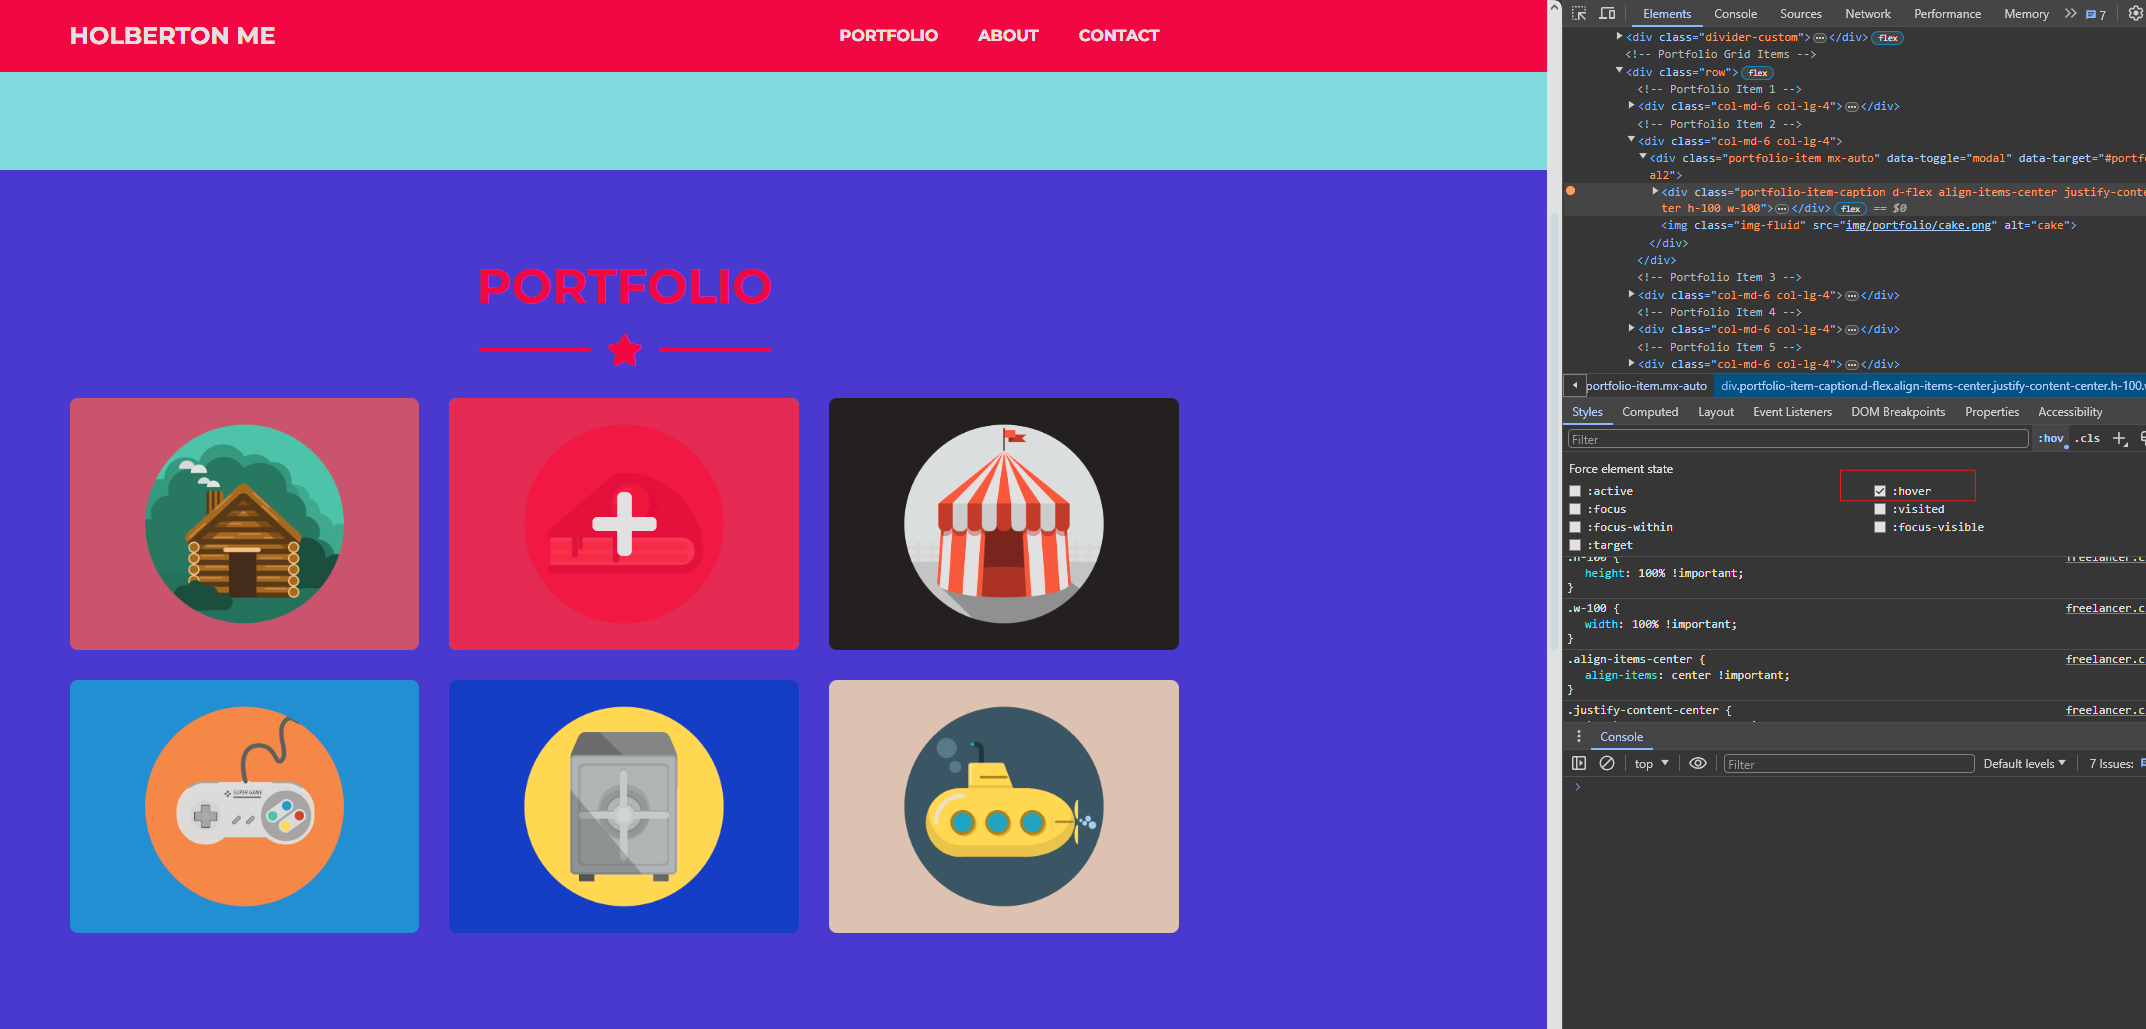 HOLBERTON ME
PORTFOLIO ABOUT CONTACT
PORTFOLIO
SUPER GAME
Elements Console Sources Network Performance Memory 7
<div class="divider-custom"> ••• </div> flex
<!-- Portfolio Grid Items -->
<div class="row"> flex
<!-- Portfolio Item 1 -->
<div class="col-md-6 col-lg-4"> ••• </div>
<!-- Portfolio Item 2 -->
<div class="col-md-6 col-lg-4">
<div class="portfolio-item mx-auto" data-toggle="modal" data-target="#portf
al2">
<div class="portfolio-item-caption d-flex align-items-center justify-conte
ter h-100 w-100"> ••• </div> flex == $0
<img class="img-fluid" src="img/portfolio/cake.png" alt="cake">
</div>
</div>
<!-- Portfolio Item 3 -->
<div class="col-md-6 col-lg-4"> ••• </div>
<!-- Portfolio Item 4 -->
<div class="col-md-6 col-lg-4"> ••• </div>
<!-- Portfolio Item 5 -->
<div class="col-md-6 col-lg-4"> ••• </div>
portfolio-item.mx-auto div.portfolio-item-caption.d-flex.align-items-center.justify-content-center.h-100.w
Styles Computed Layout Event Listeners DOM Breakpoints Properties Accessibility
Filter :hov .cls
Force element state
:active :hover
:focus :visited
:focus-within :focus-visible
:target
.h-100 { freelancer.c
height: 100% !important;
}
.w-100 { freelancer.c
width: 100% !important;
}
.align-items-center { freelancer.c
align-items: center !important;
}
.justify-content-center { freelancer.c
Console
top Filter Default levels 7 Issues: